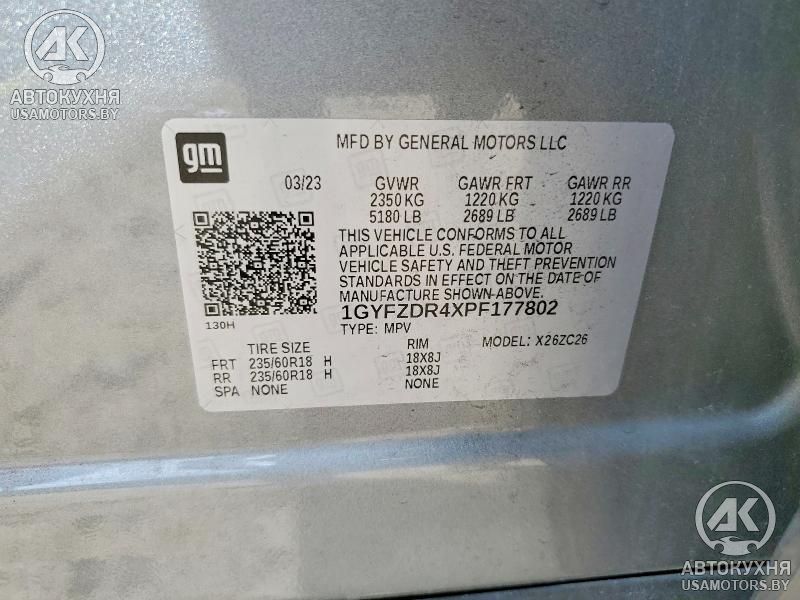 AK
АВТОКУХНЯ
USAMOTORS.BY
gm
MFD BY GENERAL MOTORS LLC
03/23 GVWR GAWR FRT GAWR RR
2350 KG 1220 KG 1220 KG
5180 LB 2689 LB 2689 LB
THIS VEHICLE CONFORMS TO ALL
APPLICABLE U.S. FEDERAL MOTOR
VEHICLE SAFETY AND THEFT PREVENTION
STANDARDS IN EFFECT ON THE DATE OF
MANUFACTURE SHOWN ABOVE.
1GYFZDR4XPF177802
130H TYPE: MPV
TIRE SIZE RIM MODEL: X26ZC26
FRT 235/60R18 H 18X8J
RR 235/60R18 H 18X8J
SPA NONE NONE
AK
АВТОКУХНЯ
USAMOTORS.BY